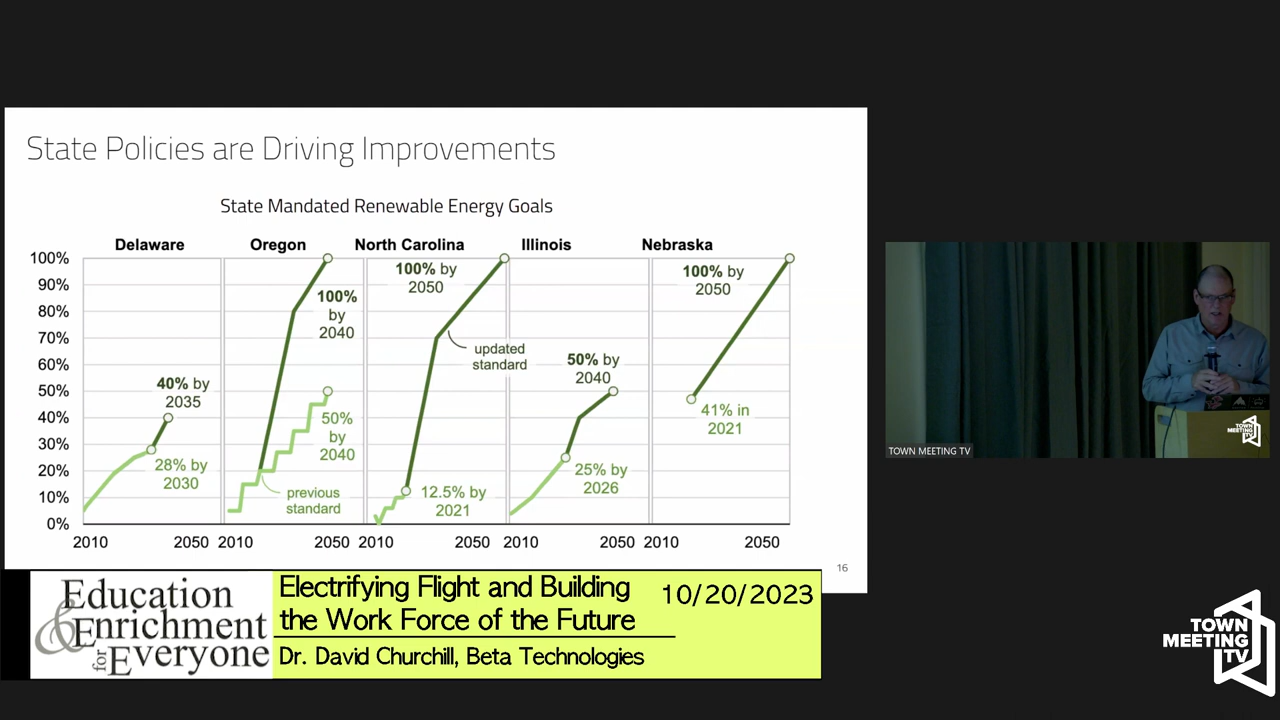 State Policies are Driving Improvements
State Mandated Renewable Energy Goals
Delaware
Oregon
North Carolina
Illinois
Nebraska
100%
90%
80%
70%
60%
50%
40%
30%
20%
10%
0%
40% by
2035
28% by
2030
100%
by
2040
50%
by
2040
previous
standard
100% by
2050
updated
standard
12.5% by
2021
50% by
2040
25% by
2026
100% by
2050
41% in
2021
2010 2050 2010 2050 2010 2050 2010 2050 2010 2050
16
TOWN MEETING TV
TOWN
MEETING
TV
Education
& Enrichment
for Everyone
Electrifying Flight and Building
the Work Force of the Future
10/20/2023
Dr. David Churchill, Beta Technologies
TOWN
MEETING
TV